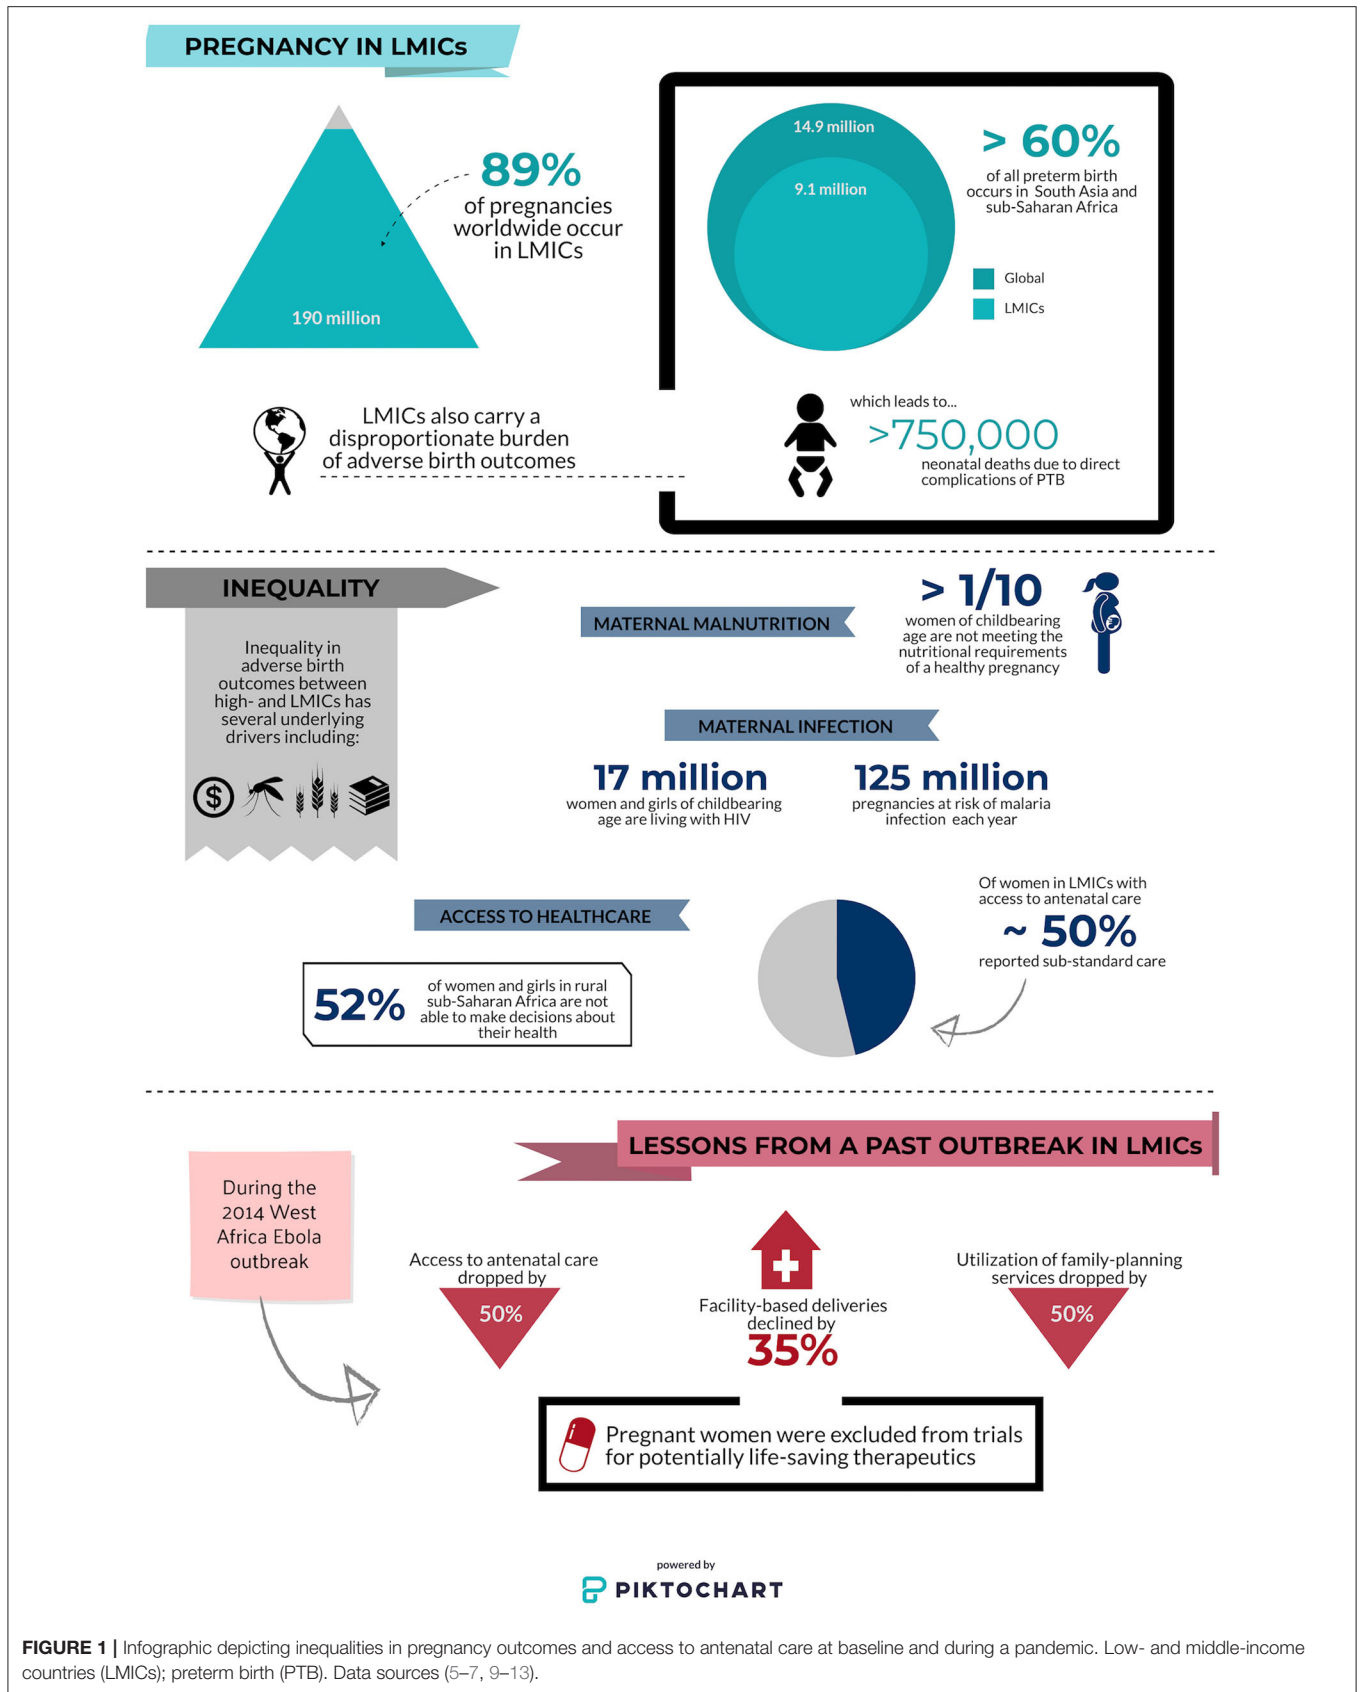 PREGNANCY IN LMICs
89%
of pregnancies
worldwide occur
in LMICs
190 million
14.9 million
9.1 million
> 60%
of all preterm birth
occurs in South Asia and
sub-Saharan Africa
Global
LMICs
LMICs also carry a
disproportionate burden
of adverse birth outcomes
which leads to...
>750,000
neonatal deaths due to direct
complications of PTB
INEQUALITY
Inequality in
adverse birth
outcomes between
high- and LMICs has
several underlying
drivers including:
$
MATERNAL MALNUTRITION
> 1/10
women of childbearing
age are not meeting the
nutritional requirements
of a healthy pregnancy
MATERNAL INFECTION
17 million
women and girls of childbearing
age are living with HIV
125 million
pregnancies at risk of malaria
infection each year
ACCESS TO HEALTHCARE
52%
of women and girls in rural
sub-Saharan Africa are not
able to make decisions about
their health
Of women in LMICs with
access to antenatal care
~ 50%
reported sub-standard care
LESSONS FROM A PAST OUTBREAK IN LMICs
During the
2014 West
Africa Ebola
outbreak
Access to antenatal care
dropped by
50%
Facility-based deliveries
declined by
35%
Utilization of family-planning
services dropped by
50%
Pregnant women were excluded from trials
for potentially life-saving therapeutics
powered by
PIKTOCHART
FIGURE 1 | Infographic depicting inequalities in pregnancy outcomes and access to antenatal care at baseline and during a pandemic. Low- and middle-income
countries (LMICs); preterm birth (PTB). Data sources (5–7, 9–13).